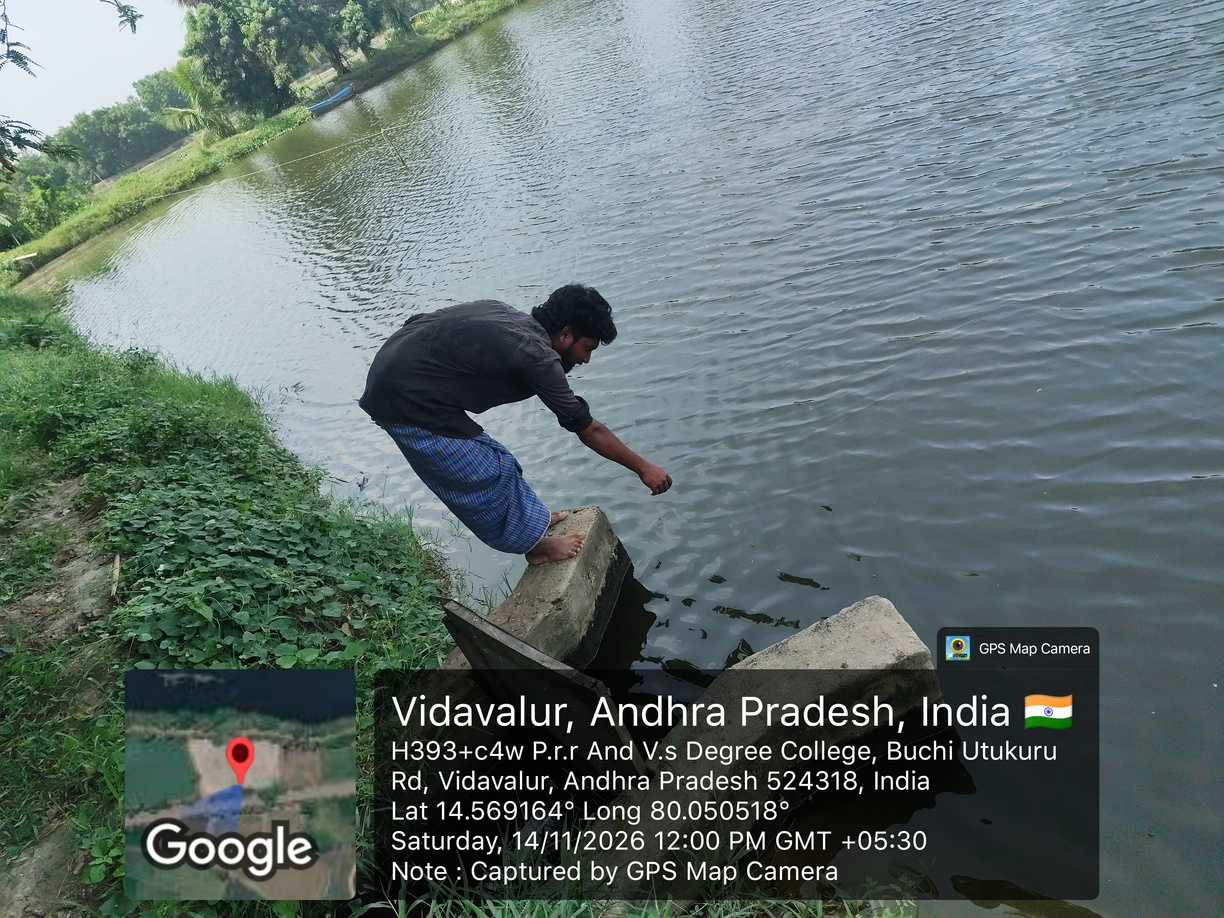 GPS Map Camera
Vidavalur, Andhra Pradesh, India 🇮🇳
H393+c4w P.r.r And V.s Degree College, Buchi Utukuru
Rd, Vidavalur, Andhra Pradesh 524318, India
Lat 14.569164° Long 80.050518°
Saturday, 14/11/2026 12:00 PM GMT +05:30
Note : Captured by GPS Map Camera
Google